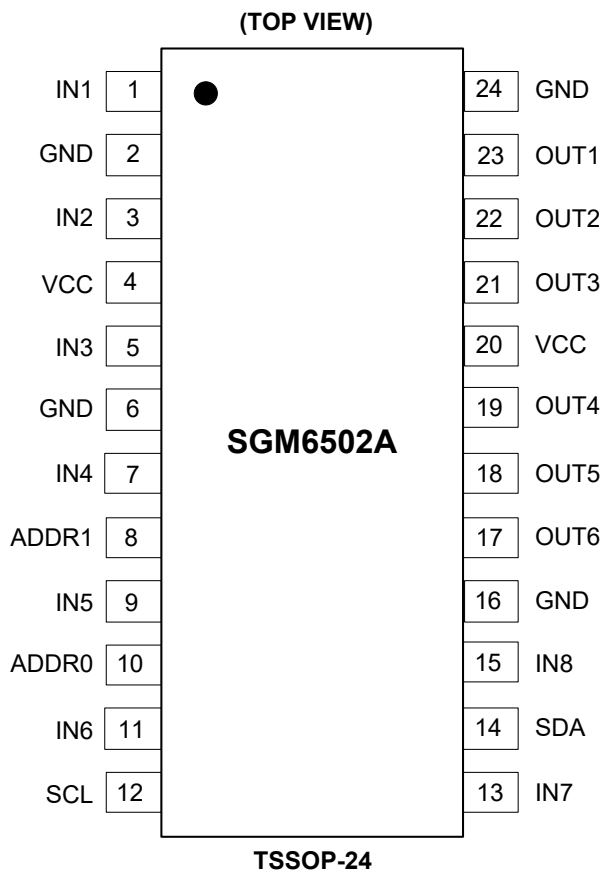 (TOP VIEW)
IN1 1 24 GND
GND 2 23 OUT1
IN2 3 22 OUT2
VCC 4 21 OUT3
IN3 5 20 VCC
GND 6 19 OUT4
SGM6502A
IN4 7 18 OUT5
ADDR1 8 17 OUT6
IN5 9 16 GND
ADDR0 10 15 IN8
IN6 11 14 SDA
SCL 12 13 IN7
TSSOP-24